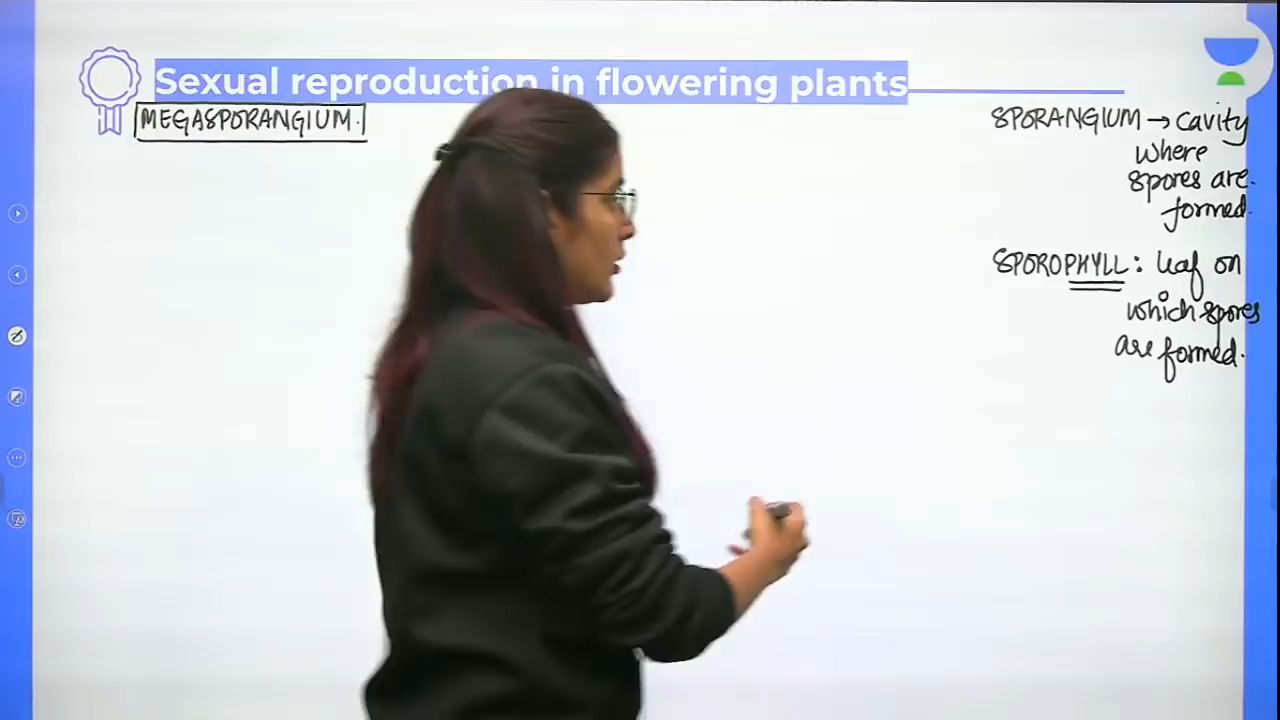 Sexual reproduction in flowering plants
MEGASPORANGIUM.
SPORANGIUM → cavity
where
spores are.
formed.
SPOROPHYLL: leaf on
which spores
are formed.